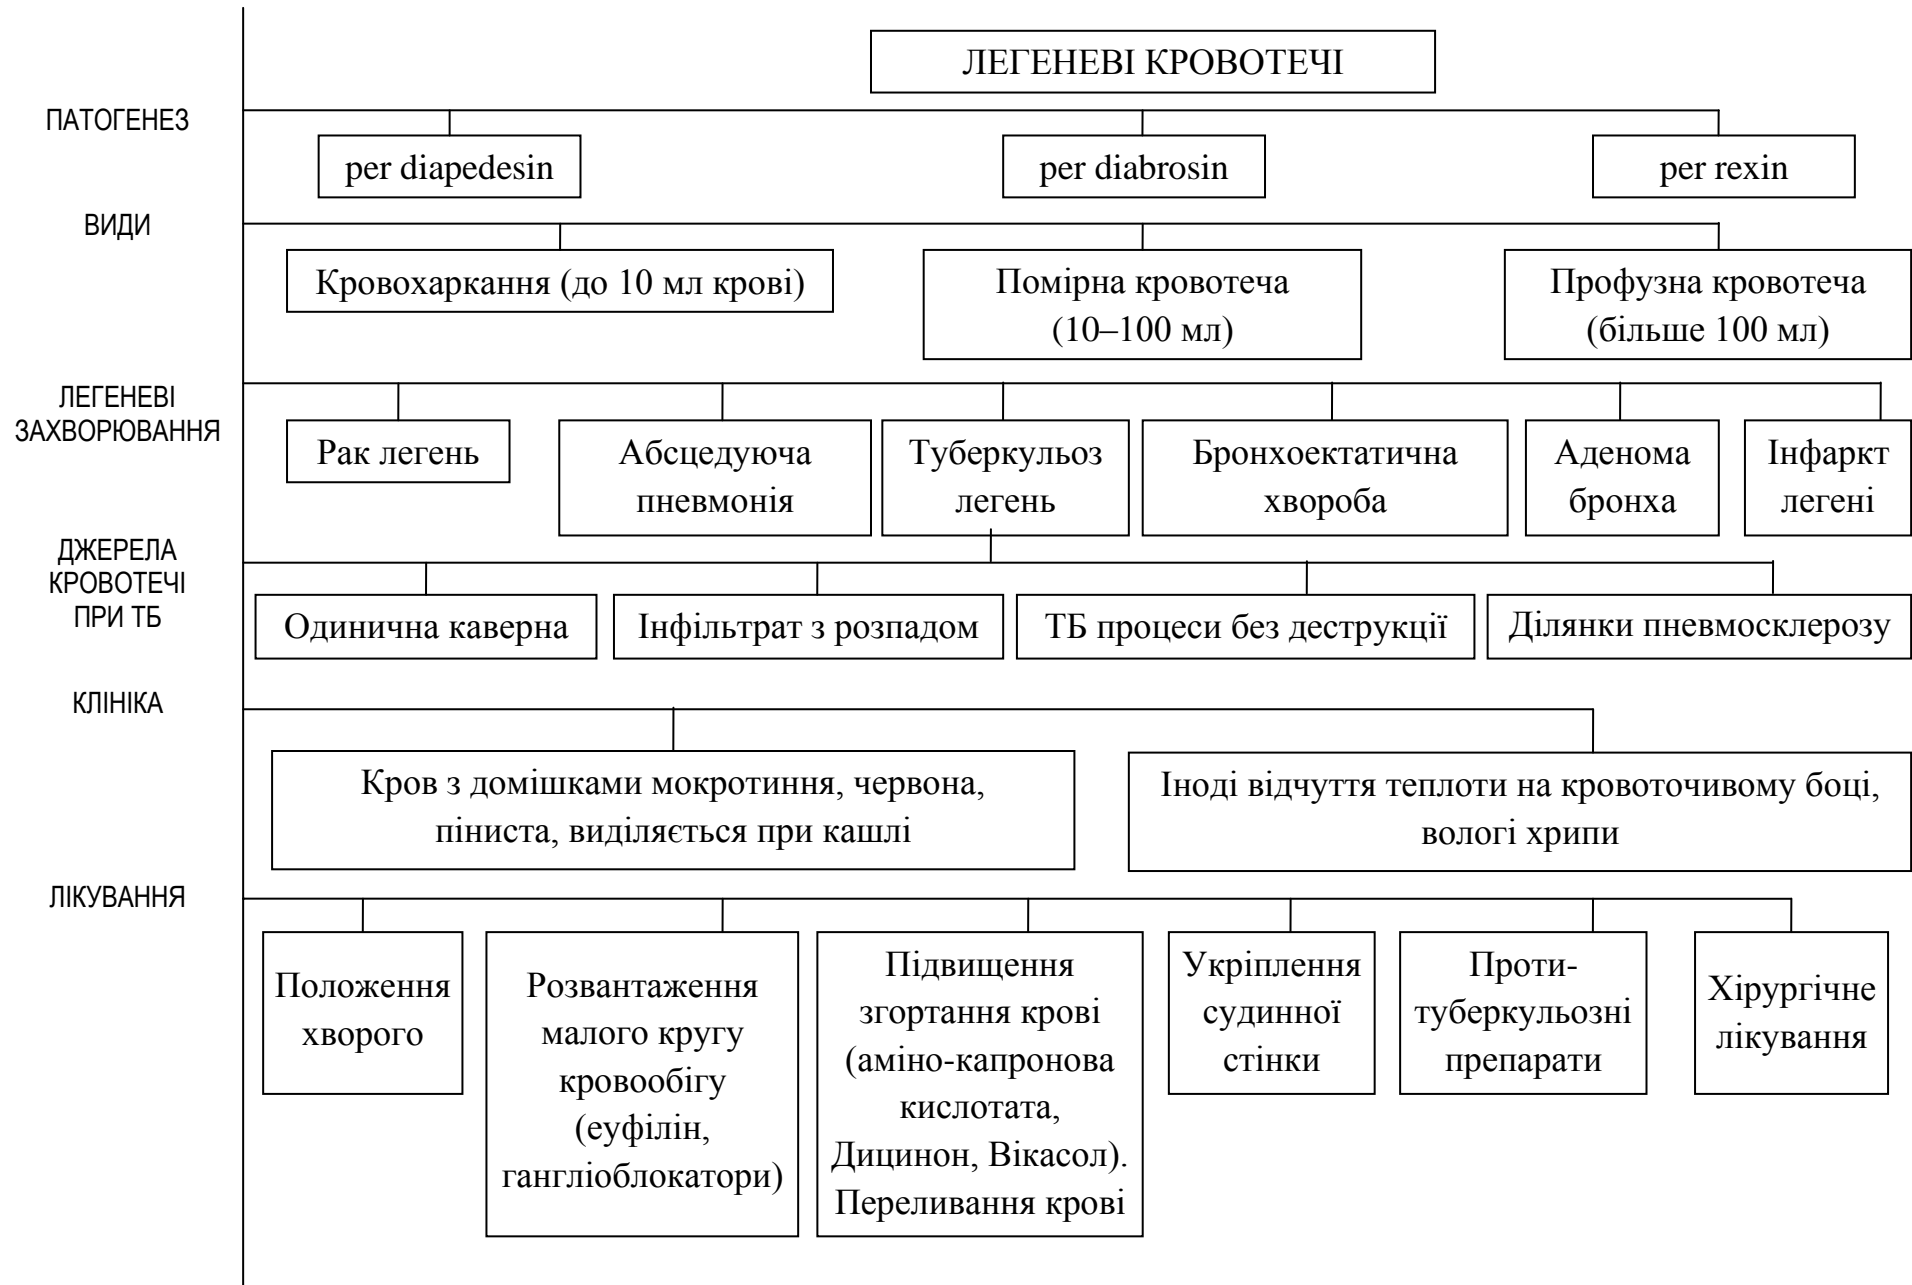 ЛЕГЕНЕВІ КРОВОТЕЧІ
ПАТОГЕНЕЗ
per diapedesin
per diabrosin
per rexin
ВИДИ
Кровохаркання (до 10 мл крові)
Помірна кровотеча
(10–100 мл)
Профузна кровотеча
(більше 100 мл)
ЛЕГЕНЕВІ
ЗАХВОРЮВАННЯ
Рак легень
Абсцедуюча
пневмонія
Туберкульоз
легень
Бронхоектатична
хвороба
Аденома
бронха
Інфаркт
легені
ДЖЕРЕЛА
КРОВОТЕЧІ
ПРИ ТБ
Одинична каверна
Інфільтрат з розпадом
ТБ процеси без деструкції
Ділянки пневмосклерозу
КЛІНІКА
Кров з домішками мокротиння, червона,
піниста, виділяється при кашлі
Іноді відчуття теплоти на кровоточивому боці,
вологі хрипи
ЛІКУВАННЯ
Положення
хворого
Розвантаження
малого кругу
кровообігу
(еуфілін,
гангліоблокатори)
Підвищення
згортання крові
(аміно-капронова
кислотата,
Дицинон, Вікасол).
Переливання крові
Укріплення
судинної
стінки
Проти-
туберкульозні
препарати
Хірургічне
лікування